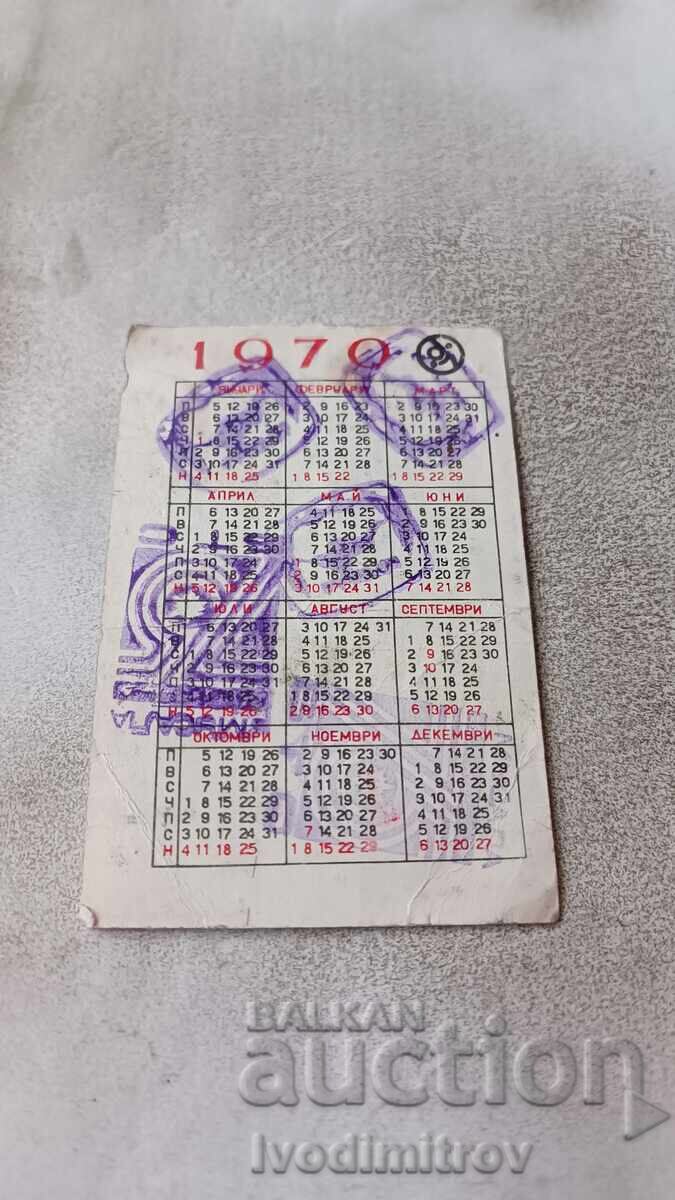 1970
ЯНУАРИ ФЕВРУАРИ МАРТ
П 5 12 19 26 2 9 16 23 2 9 16 23 30
В 6 13 20 27 3 10 17 24 3 10 17 24 31
С 7 14 21 28 4 11 18 25 4 11 18 25
Ч 1 8 15 22 29 5 12 19 26 5 12 19 26
П 2 9 16 23 30 6 13 20 27 6 13 20 27
С 3 10 17 24 31 7 14 21 28 7 14 21 28
Н 4 11 18 25 1 8 15 22 1 8 15 22 29
АПРИЛ МАЙ ЮНИ
П 6 13 20 27 4 11 18 25 1 8 15 22 29
В 7 14 21 28 5 12 19 26 2 9 16 23 30
С 1 8 15 22 29 6 13 20 27 3 10 17 24
Ч 2 9 16 23 30 7 14 21 28 4 11 18 25
П 3 10 17 24 1 8 15 22 29 5 12 19 26
С 4 11 18 25 2 9 16 23 30 6 13 20 27
Н 5 12 19 26 3 10 17 24 31 7 14 21 28
ЮЛИ АВГУСТ СЕПТЕМВРИ
П 6 13 20 27 3 10 17 24 31 7 14 21 28
В 7 14 21 28 4 11 18 25 1 8 15 22 29
С 1 8 15 22 29 5 12 19 26 2 9 16 23 30
Ч 2 9 16 23 30 6 13 20 27 3 10 17 24
П 3 10 17 24 31 7 14 21 28 4 11 18 25
С 4 11 18 25 1 8 15 22 29 5 12 19 26
Н 5 12 19 26 2 9 16 23 30 6 13 20 27
ОКТОМВРИ НОЕМВРИ ДЕКЕМВРИ
П 5 12 19 26 2 9 16 23 30 7 14 21 28
В 6 13 20 27 3 10 17 24 1 8 15 22 29
С 7 14 21 28 4 11 18 25 2 9 16 23 30
Ч 1 8 15 22 29 5 12 19 26 3 10 17 24 31
П 2 9 16 23 30 6 13 20 27 4 11 18 25
С 3 10 17 24 31 7 14 21 28 5 12 19 26
Н 4 11 18 25 1 8 15 22 29 6 13 20 27
BALKAN
auction
Ivodimitrov